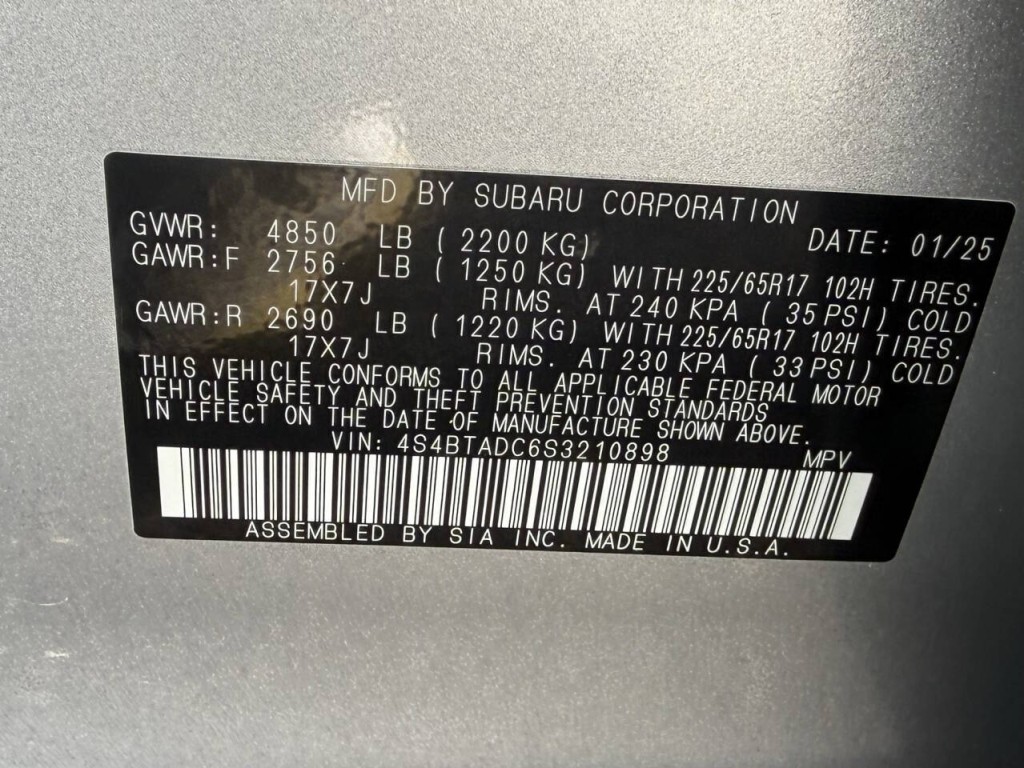 MFD BY SUBARU CORPORATION
GVWR: 4850 LB ( 2200 KG) DATE: 01/25
GAWR:F 2756 LB ( 1250 KG) WITH 225/65R17 102H TIRES.
17X7J RIMS. AT 240 KPA ( 35 PSI) COLD
GAWR:R 2690 LB ( 1220 KG) WITH 225/65R17 102H TIRES.
17X7J RIMS. AT 230 KPA ( 33 PSI) COLD
THIS VEHICLE CONFORMS TO ALL APPLICABLE FEDERAL MOTOR
VEHICLE SAFETY AND THEFT PREVENTION STANDARDS
IN EFFECT ON THE DATE OF MANUFACTURE SHOWN ABOVE.
VIN: 4S4BTADC6S3210898 MPV
ASSEMBLED BY SIA INC. MADE IN U.S.A.